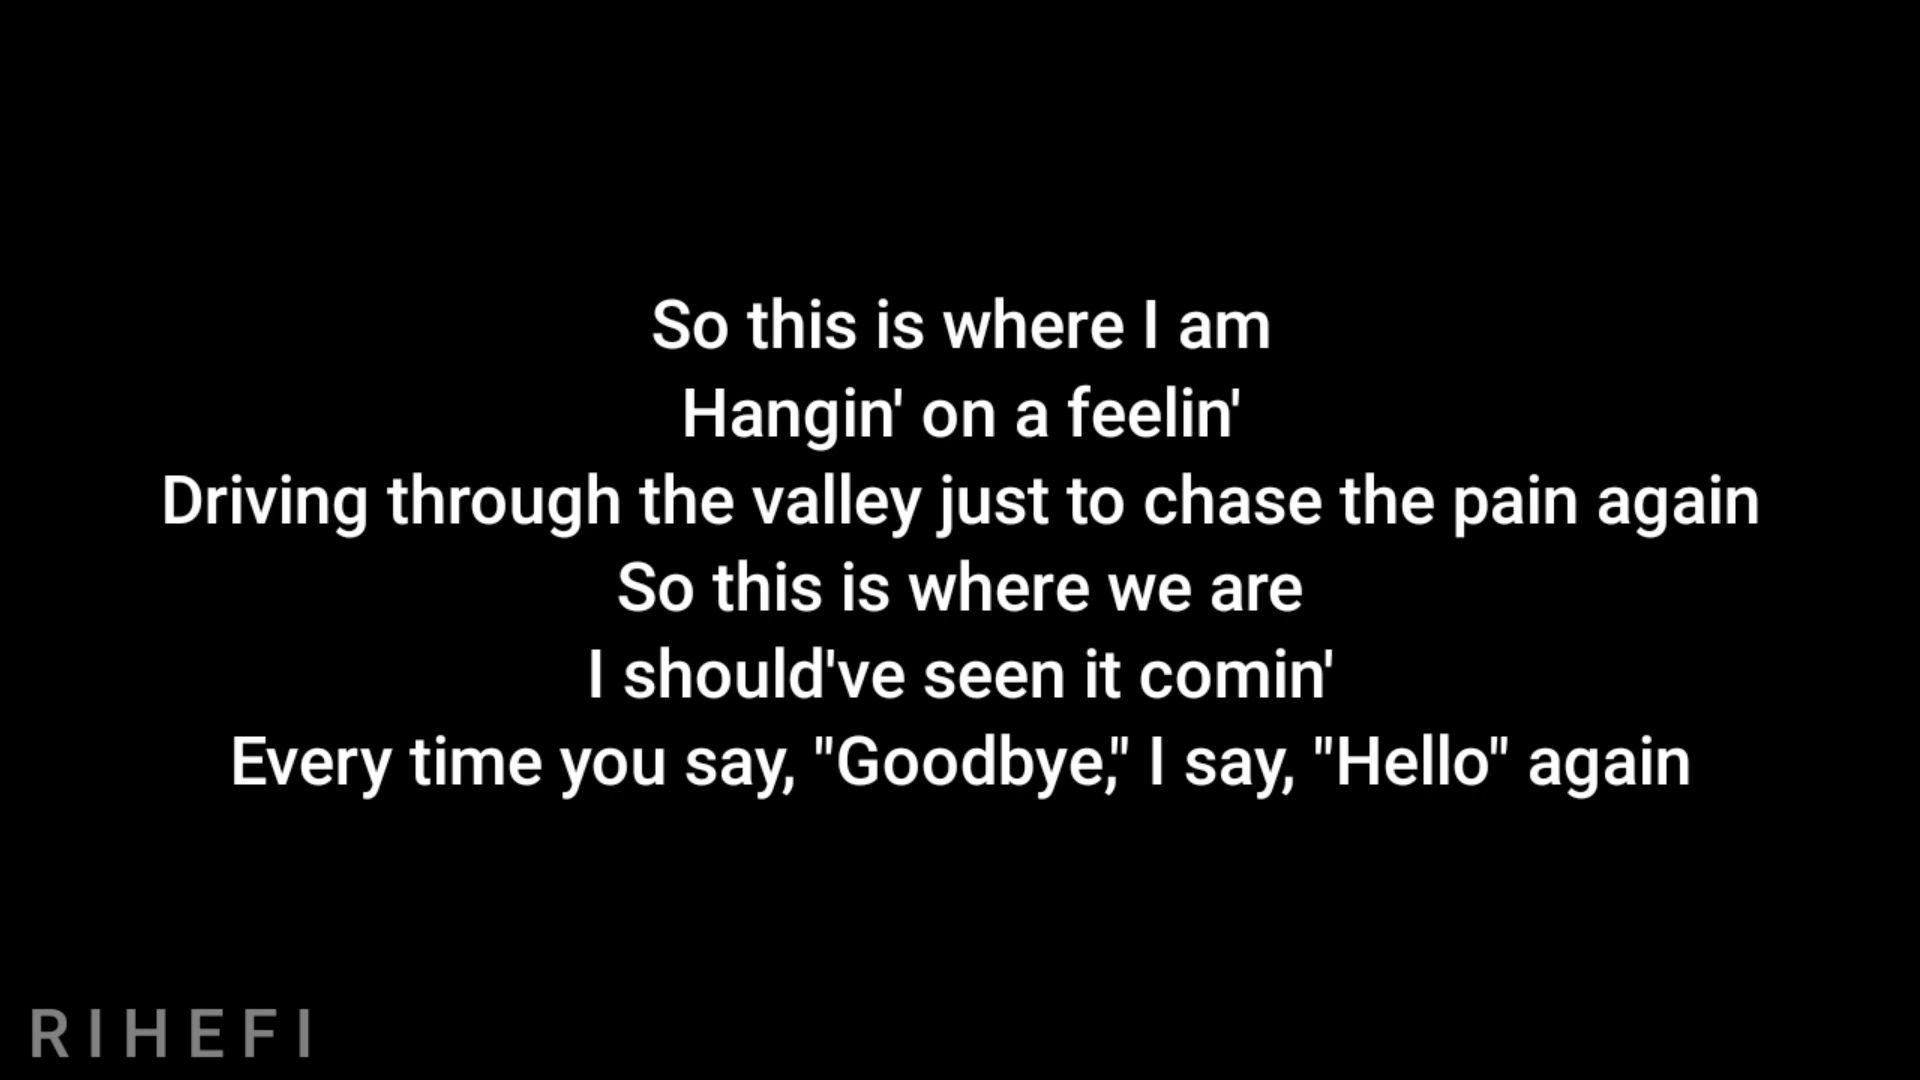 So this is where I am
Hangin' on a feelin'
Driving through the valley just to chase the pain again
So this is where we are
I should've seen it comin'
Every time you say, "Goodbye," I say, "Hello" again
RIHEFI